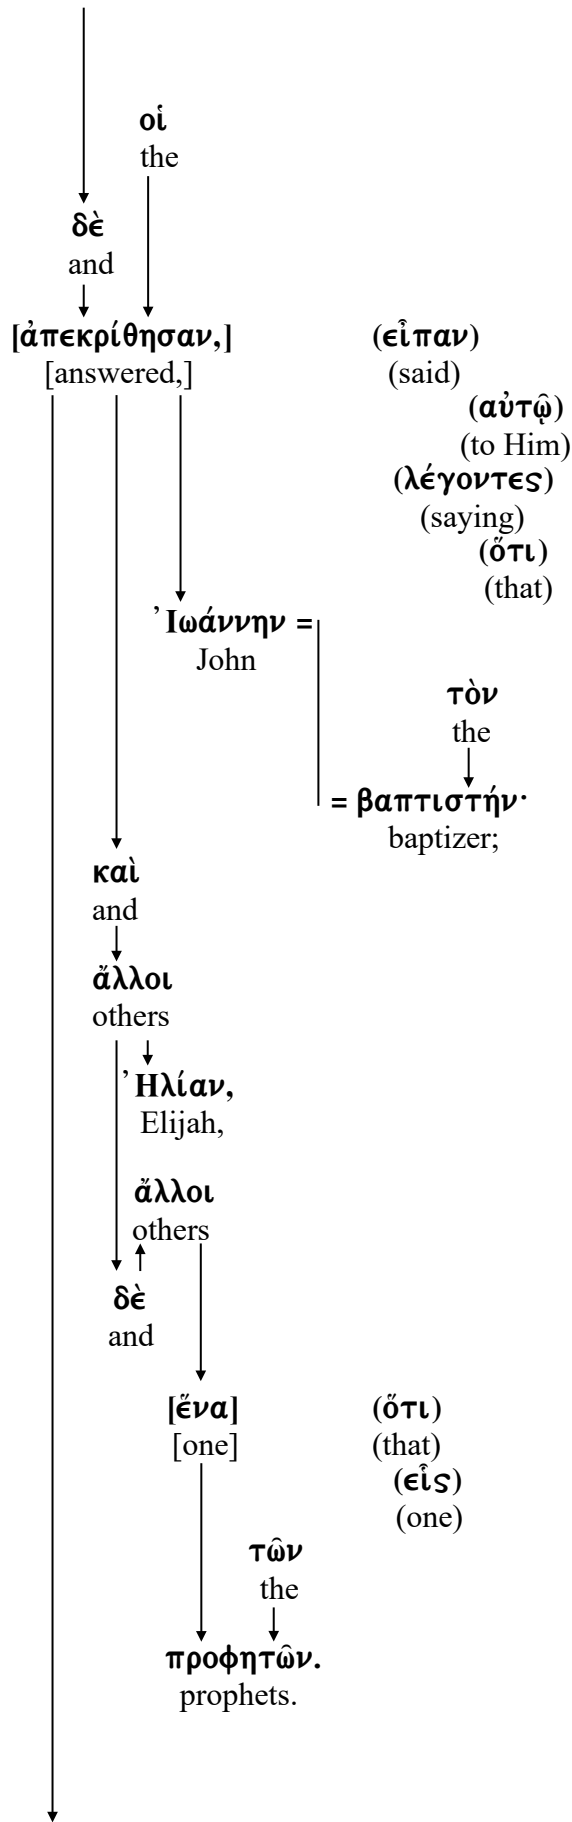 οἱ
the
δὲ
and
[ἀπεκρίθησαν,] (εἶπαν)
[answered,] (said)
(αὐτῷ)
(to Him)
(λέγοντες)
(saying)
(ὅτι)
(that)
Ἰωάννην =
John
τὸν
the
= βαπτιστήν·
baptizer;
καὶ
and
ἄλλοι
others
Ἠλίαν,
Elijah,
ἄλλοι
others
δὲ
and
[ἕνα] (ὅτι)
[one] (that)
(εἷς)
(one)
τῶν
the
προφητῶν.
prophets.